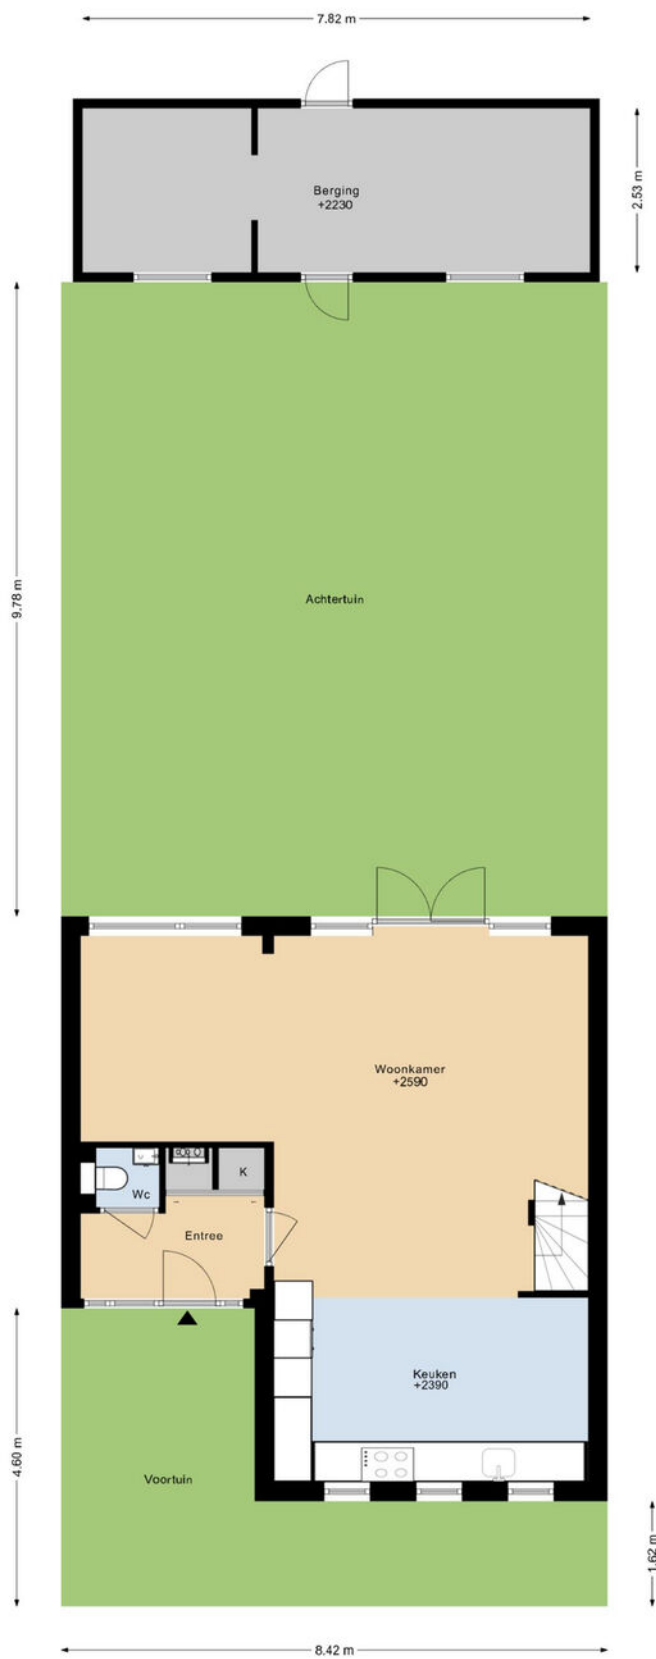 7.82 m
Berging
+2230
2.53 m
9.78 m
Achtertuin
Woonkamer
+2590
K
Wc
Entree
Keuken
+2390
4.60 m
Voortuin
1.62 m
8.42 m